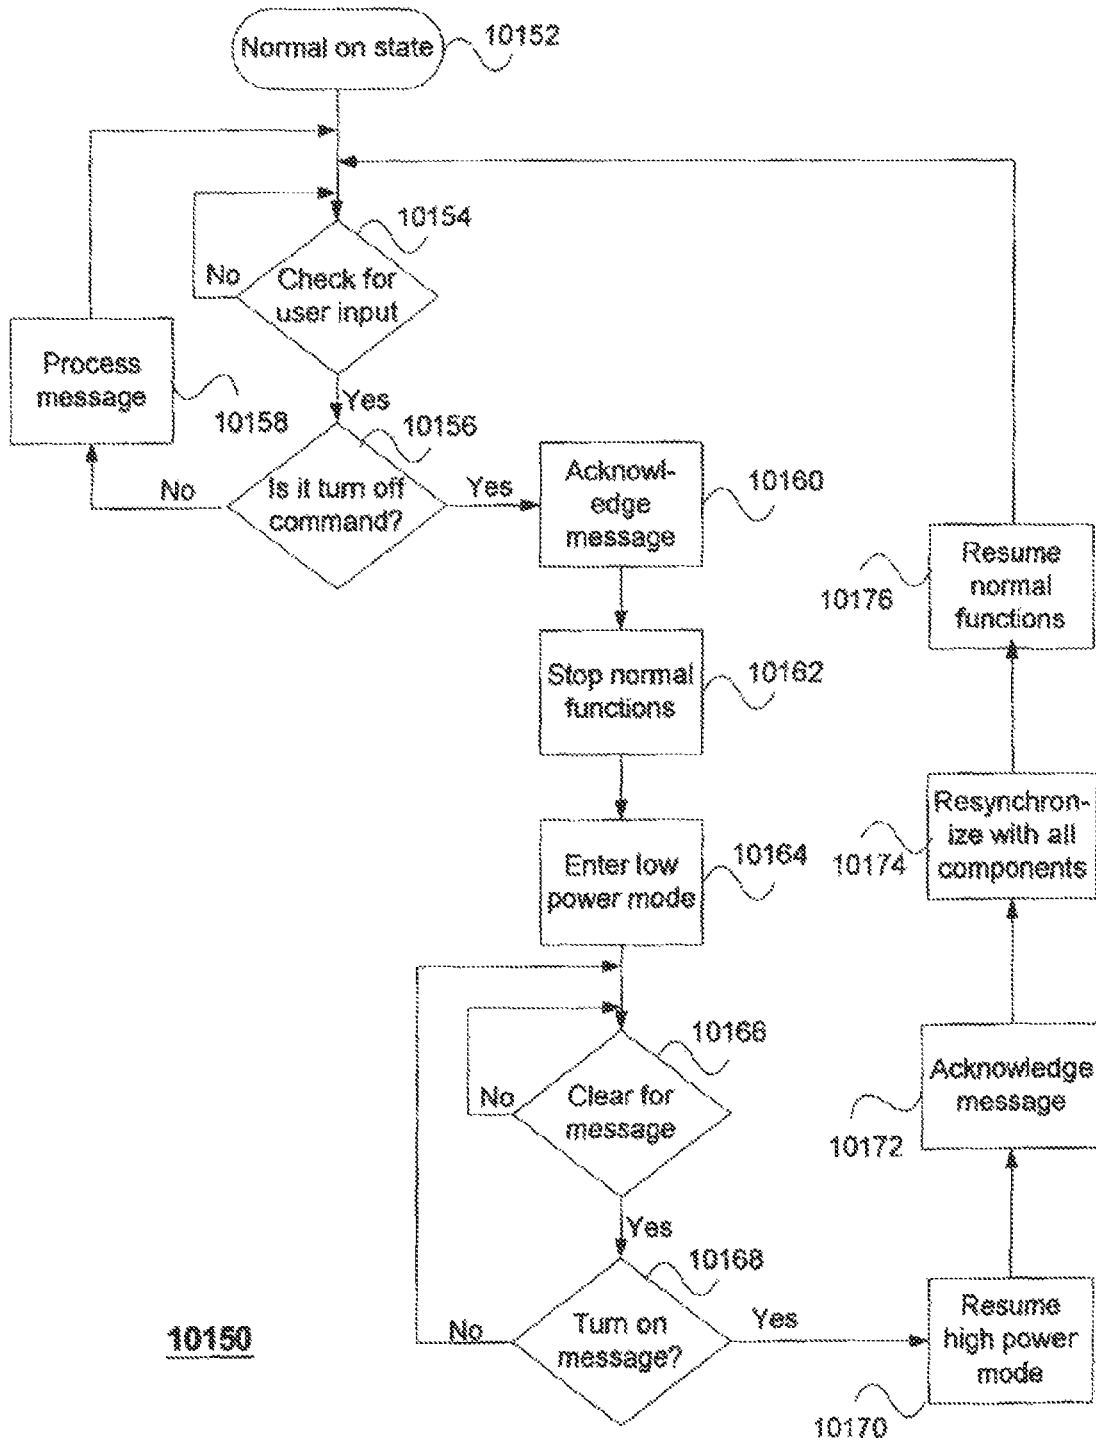 Normal on state
10152
10154
No
Check for
user input
Process
message
10158
Yes
10156
No
Is it turn off
command?
Yes
Acknowl-
edge
message
10160
Resume
normal
functions
10176
Stop normal
functions
10162
Resynchron-
ize with all
components
10174
Enter low
power mode
10164
10168
No
Clear for
message
Acknowledge
message
10172
Yes
10168
No
Turn on
message?
Yes
Resume
high power
mode
10170
10150